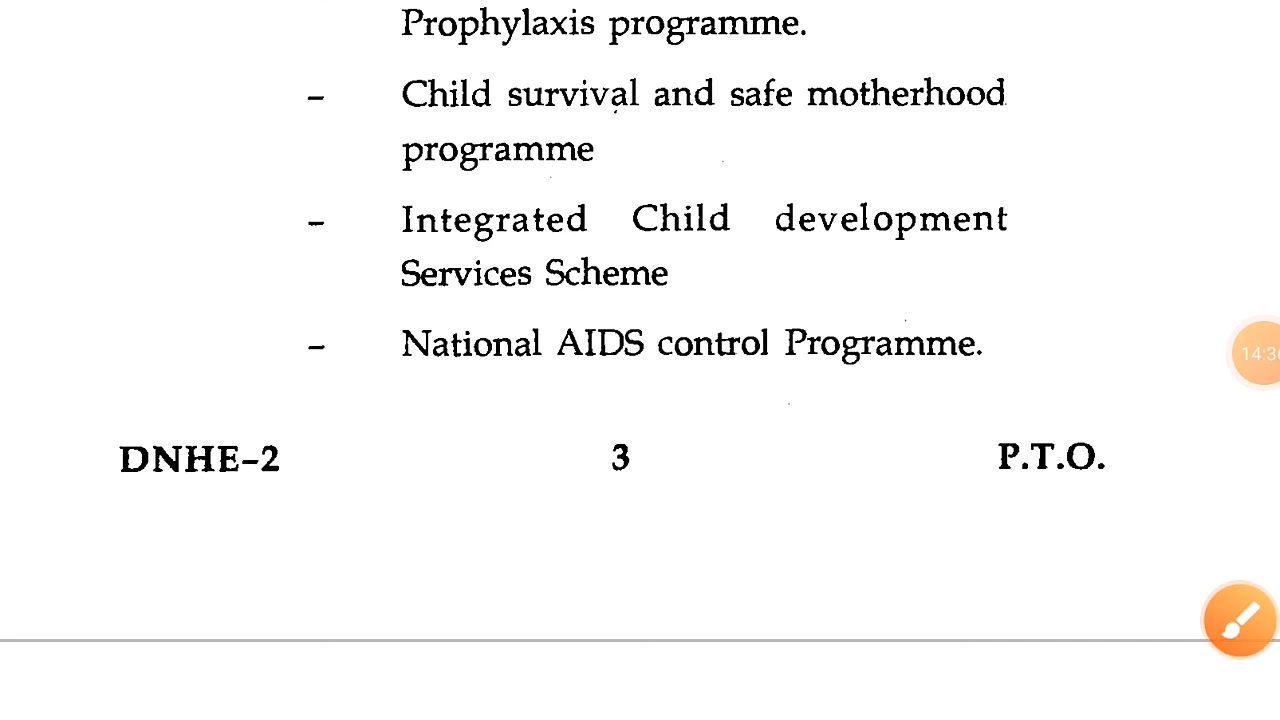 Prophylaxis programme.
– Child survival and safe motherhood
programme
– Integrated Child development
Services Scheme
– National AIDS control Programme.
DNHE–2 3 P.T.O.